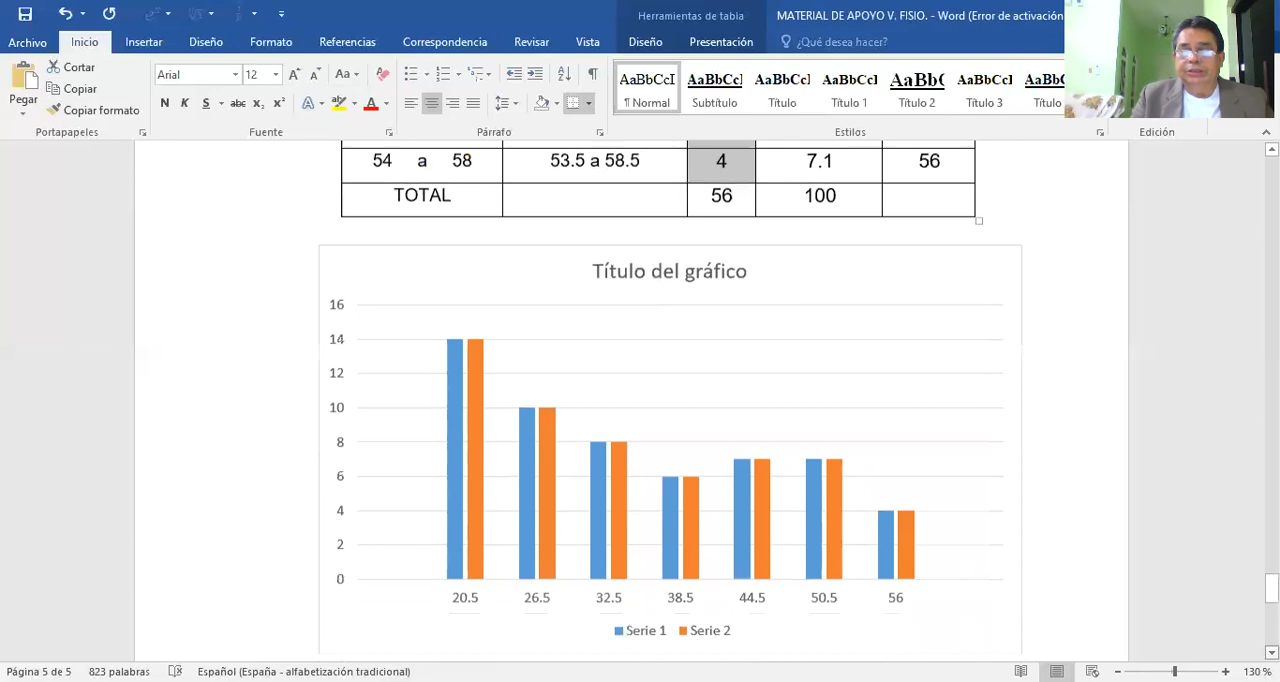 Herramientas de tabla
MATERIAL DE APOYO V. FISIO. - Word (Error de activación
Archivo Inicio Insertar Diseño Formato Referencias Correspondencia Revisar Vista Diseño Presentación ¿Qué desea hacer?
Pegar
Cortar
Copiar
Copiar formato
Portapapeles
Arial 12 Aa
N K S abc x₂ x² A A
Fuente
Párrafo
AaBbCcI AaBbCcl AaBbCcl AaBbCcl AaBb( AaBbCcl AaBbC
¶ Normal Subtítulo Título Título 1 Título 2 Título 3 Título
Estilos
Edición
54 a 58 53.5 a 58.5 4 7.1 56
TOTAL 56 100
Título del gráfico
16
14
12
10
8
6
4
2
0
20.5 26.5 32.5 38.5 44.5 50.5 56
Serie 1 Serie 2
Página 5 de 5 823 palabras Español (España - alfabetización tradicional) 130 %